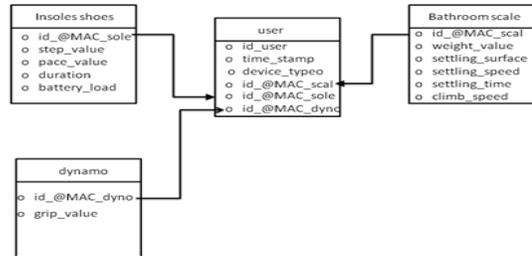 Insoles shoes
id_@MAC_sole
step_value
pace_value
duration
battery_load
user
id_user
time_stamp
device_typeo
id_@MAC_scal
id_@MAC_sole
id_@MAC_dyno
Bathroom scale
id_@MAC_scal
weight_value
settling_surface
settling_speed
settling_time
climb_speed
dynamo
id_@MAC_dyno
grip_value